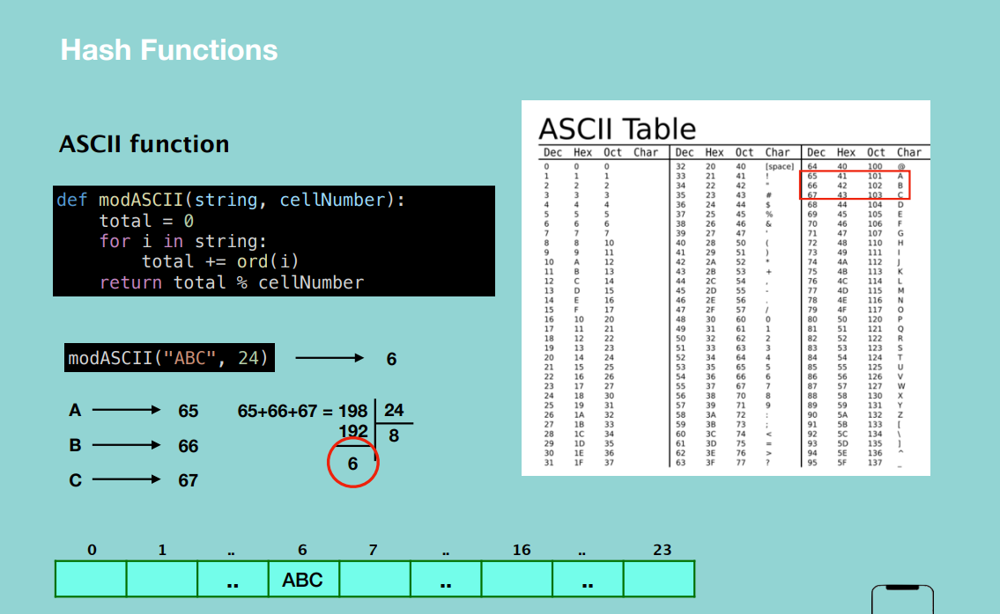 Hash Functions
ASCII function
def modASCII(string, cellNumber):
    total = 0
    for i in string:
        total += ord(i)
    return total % cellNumber
modASCII("ABC", 24) 6
A 65 65+66+67 = 198 24
192 8
B 66
6
C 67
ASCII Table
Dec Hex Oct Char Dec Hex Oct Char Dec Hex Oct Char
0 0 0 32 20 40 [space] 64 40 100 @
1 1 1 33 21 41 ! 65 41 101 A
2 2 2 34 22 42 " 66 42 102 B
3 3 3 35 23 43 # 67 43 103 C
4 4 4 36 24 44 $ 68 44 104 D
5 5 5 37 25 45 % 69 45 105 E
6 6 6 38 26 46 & 70 46 106 F
7 7 7 39 27 47 ' 71 47 107 G
8 8 10 40 28 50 ( 72 48 110 H
9 9 11 41 29 51 ) 73 49 111 I
10 A 12 42 2A 52 * 74 4A 112 J
11 B 13 43 2B 53 + 75 4B 113 K
12 C 14 44 2C 54 , 76 4C 114 L
13 D 15 45 2D 55 - 77 4D 115 M
14 E 16 46 2E 56 . 78 4E 116 N
15 F 17 47 2F 57 / 79 4F 117 O
16 10 20 48 30 60 0 80 50 120 P
17 11 21 49 31 61 1 81 51 121 Q
18 12 22 50 32 62 2 82 52 122 R
19 13 23 51 33 63 3 83 53 123 S
20 14 24 52 34 64 4 84 54 124 T
21 15 25 53 35 65 5 85 55 125 U
22 16 26 54 36 66 6 86 56 126 V
23 17 27 55 37 67 7 87 57 127 W
24 18 30 56 38 70 8 88 58 130 X
25 19 31 57 39 71 9 89 59 131 Y
26 1A 32 58 3A 72 : 90 5A 132 Z
27 1B 33 59 3B 73 ; 91 5B 133 [
28 1C 34 60 3C 74 < 92 5C 134 \
29 1D 35 61 3D 75 = 93 5D 135 ]
30 1E 36 62 3E 76 > 94 5E 136 ^
31 1F 37 63 3F 77 ? 95 5F 137 _
0 1 .. 6 7 .. 16 .. 23
.. ABC .. ..